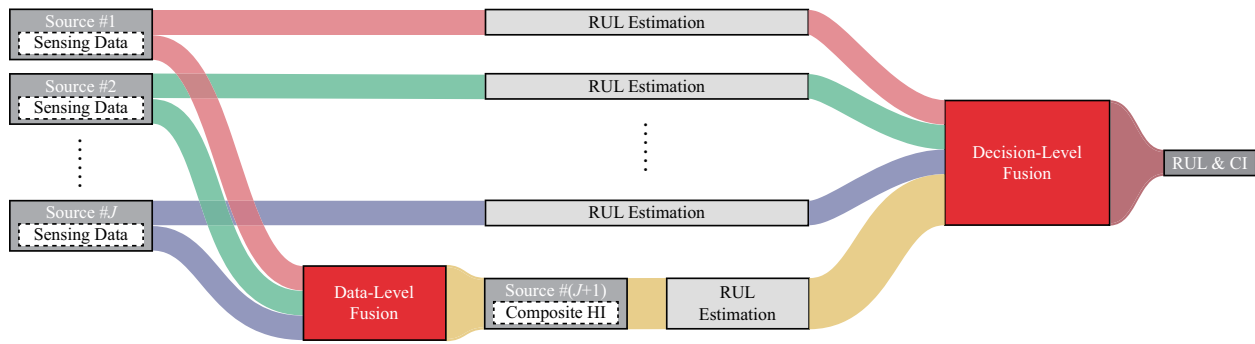 Source #1
Sensing Data
RUL Estimation
Source #2
Sensing Data
RUL Estimation
Decision-Level
Fusion
RUL & CI
Source #J
Sensing Data
RUL Estimation
Data-Level
Fusion
Source #(J+1)
Composite HI
RUL
Estimation